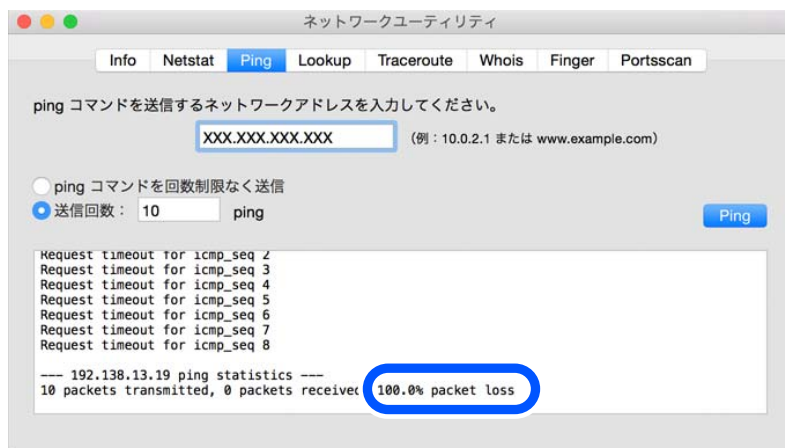 ネットワークユーティリティ
Info Netstat Ping Lookup Traceroute Whois Finger Portsscan
ping コマンドを送信するネットワークアドレスを入力してください。
XXX.XXX.XXX.XXX (例:10.0.2.1 または www.example.com)
ping コマンドを回数制限なく送信
送信回数: 10 ping
Ping
Request timeout for icmp_seq 2
Request timeout for icmp_seq 3
Request timeout for icmp_seq 4
Request timeout for icmp_seq 5
Request timeout for icmp_seq 6
Request timeout for icmp_seq 7
Request timeout for icmp_seq 8
--- 192.138.13.19 ping statistics ---
10 packets transmitted, 0 packets received 100.0% packet loss